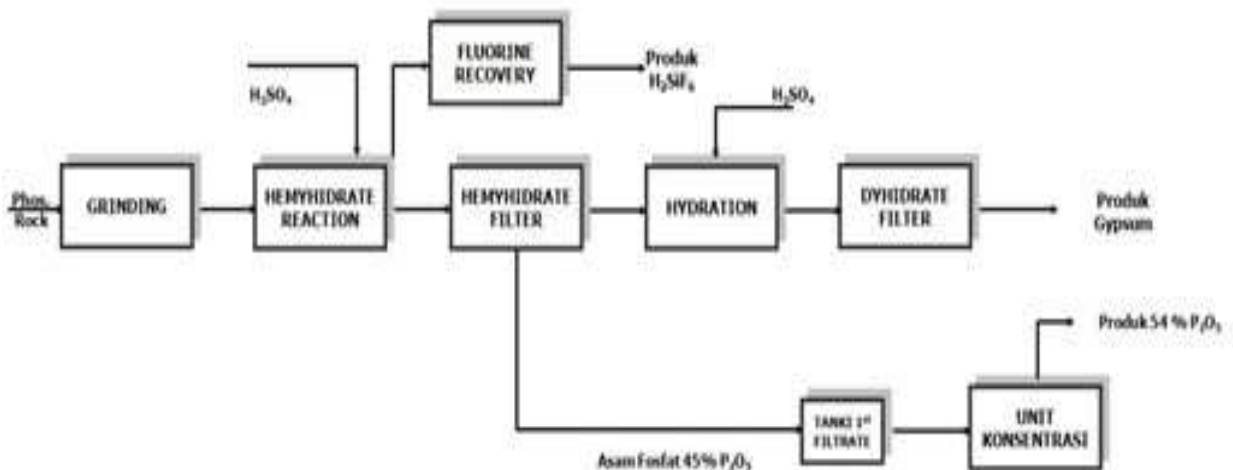 FLUORINE
RECOVERY
Produk
H₂SiF₆
H₂SO₄
H₂SO₄
Phos.
Rock
GRINDING
HEMYHIDRATE
REACTION
HEMYHIDRATE
FILTER
HYDRATION
DYHIDRATE
FILTER
Produk
Gypsum
Produk 54 % P₂O₅
TANKI 1ˢᵗ
FILTRATE
UNIT
KONSENTRASI
Asam Fosfat 45% P₂O₅